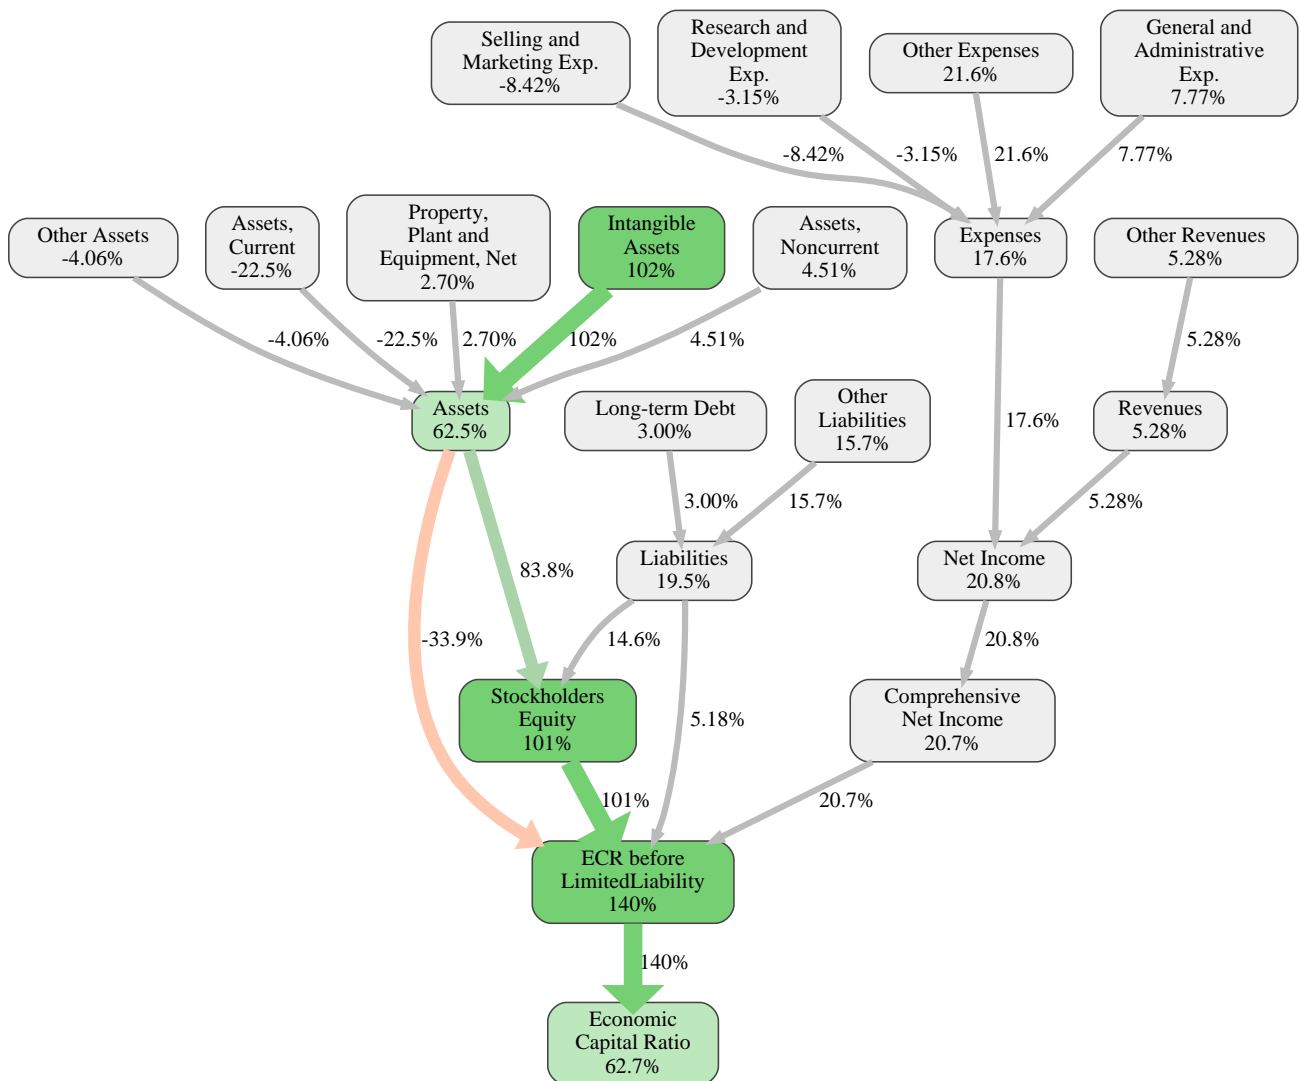 Selling and
Marketing Exp.
-8.42%
Research and
Development
Exp.
-3.15%
Other Expenses
21.6%
General and
Administrative
Exp.
7.77%
-8.42%
-3.15%
21.6%
7.77%
Other Assets
-4.06%
Assets,
Current
-22.5%
Property,
Plant and
Equipment, Net
2.70%
Intangible
Assets
102%
Assets,
Noncurrent
4.51%
Expenses
17.6%
Other Revenues
5.28%
-4.06%
-22.5%
2.70%
102%
4.51%
5.28%
Assets
62.5%
Long-term Debt
3.00%
Other
Liabilities
15.7%
17.6%
Revenues
5.28%
3.00%
15.7%
5.28%
83.8%
Liabilities
19.5%
Net Income
20.8%
-33.9%
14.6%
20.8%
Stockholders
Equity
101%
5.18%
Comprehensive
Net Income
20.7%
101%
20.7%
ECR before
LimitedLiability
140%
140%
Economic
Capital Ratio
62.7%